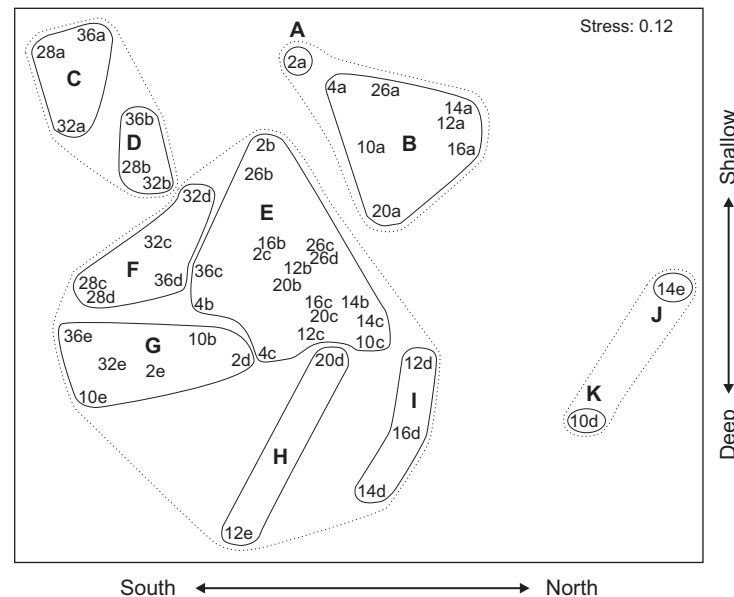 Stress: 0.12
A
36a
28a
C
2a
4a
26a
14a
12a
32a
36b
D
10a
B
16a
28b
32b
2b
26b
32d
E
20a
Shallow
32c
16b
26c
2c
26d
F
12b
36c
28c
36d
20b
28d
14e
4b
16c
14b
20c
14c
J
36e
10b
12c
10c
G
2d
4c
20d
12d
32e
2e
10e
I
K
10d
16d
Deep
H
14d
12e
South
North